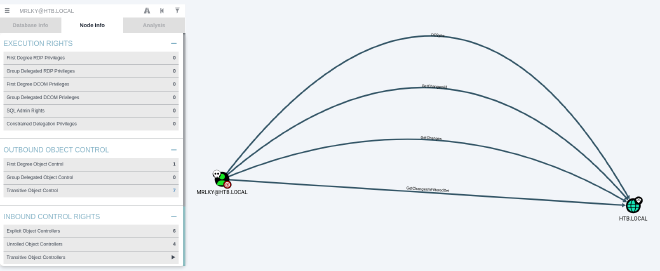 MRLKY@HTB.LOCAL
Database Info
Node Info
Analysis
EXECUTION RIGHTS
First Degree RDP Privileges 0
Group Delegated RDP Privileges 0
First Degree DCOM Privileges 0
Group Delegated DCOM Privileges 0
SQL Admin Rights 0
Constrained Delegation Privileges 0
OUTBOUND OBJECT CONTROL
First Degree Object Control 1
Group Delegated Object Control 0
Transitive Object Control
INBOUND CONTROL RIGHTS
Explicit Object Controllers 6
Unrolled Object Controllers 4
Transitive Object Controllers
GetChanges
MRLKY@HTB.LOCAL
HTB.LOCAL